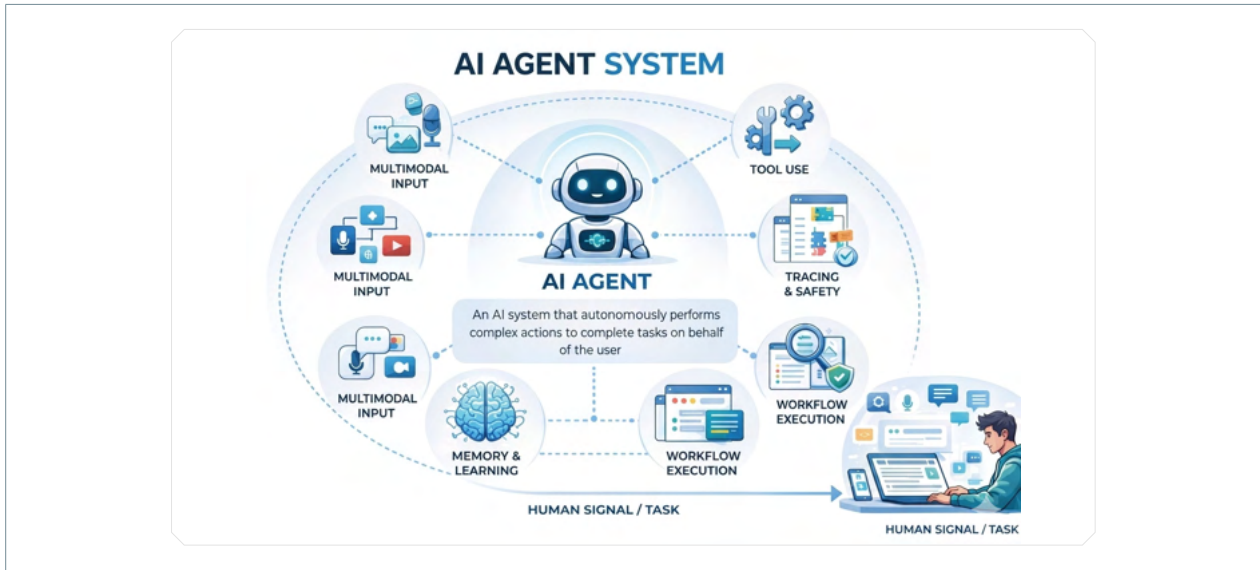 AI AGENT SYSTEM
MULTIMODAL
INPUT
TOOL USE
MULTIMODAL
INPUT
AI AGENT
TRACING
& SAFETY
An AI system that autonomously performs
complex actions to complete tasks on behalf
of the user
MULTIMODAL
INPUT
WORKFLOW
EXECUTION
MEMORY &
LEARNING
WORKFLOW
EXECUTION
HUMAN SIGNAL / TASK
HUMAN SIGNAL / TASK